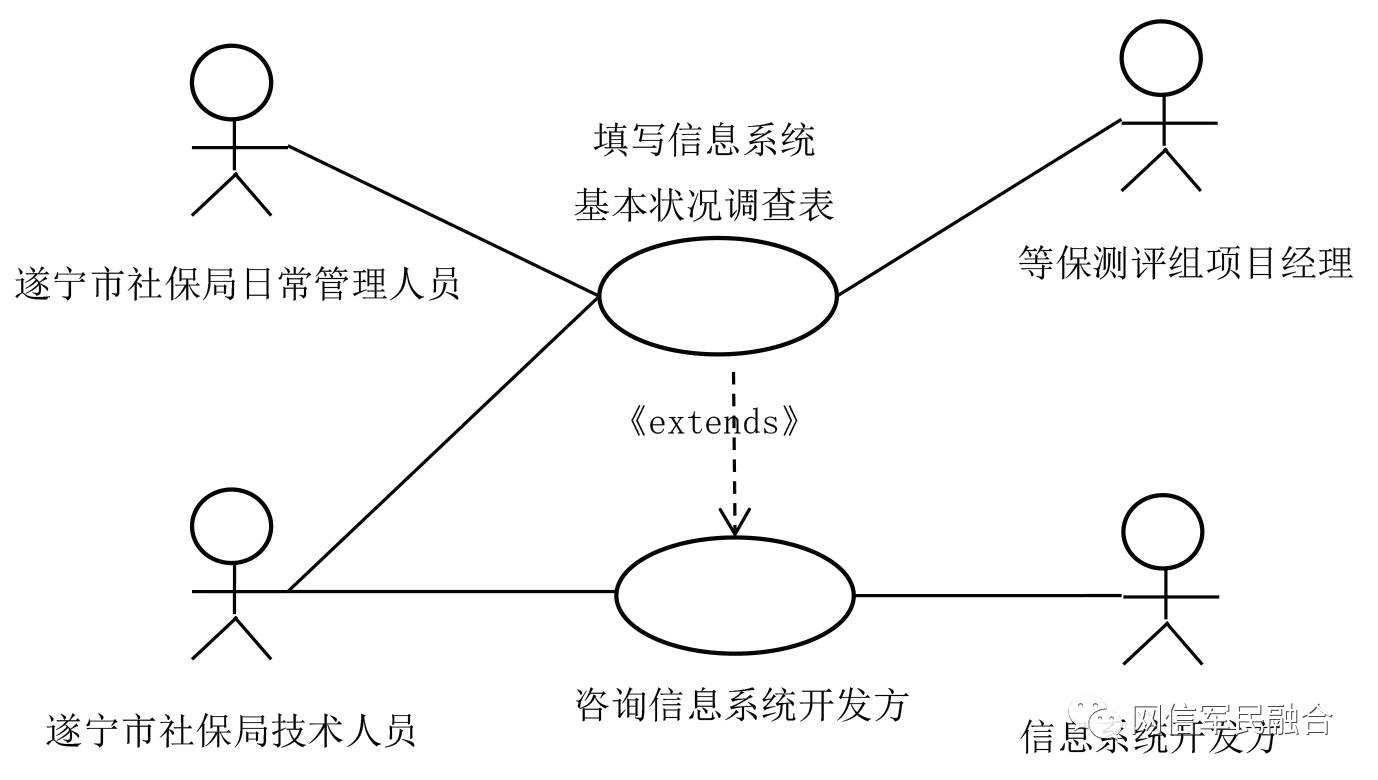 填写信息系统
基本状况调查表
遂宁市社保局日常管理人员
等保测评组项目经理
《extends》
咨询信息系统开发方
遂宁市社保局技术人员
信息系统开发方
网信军民融合